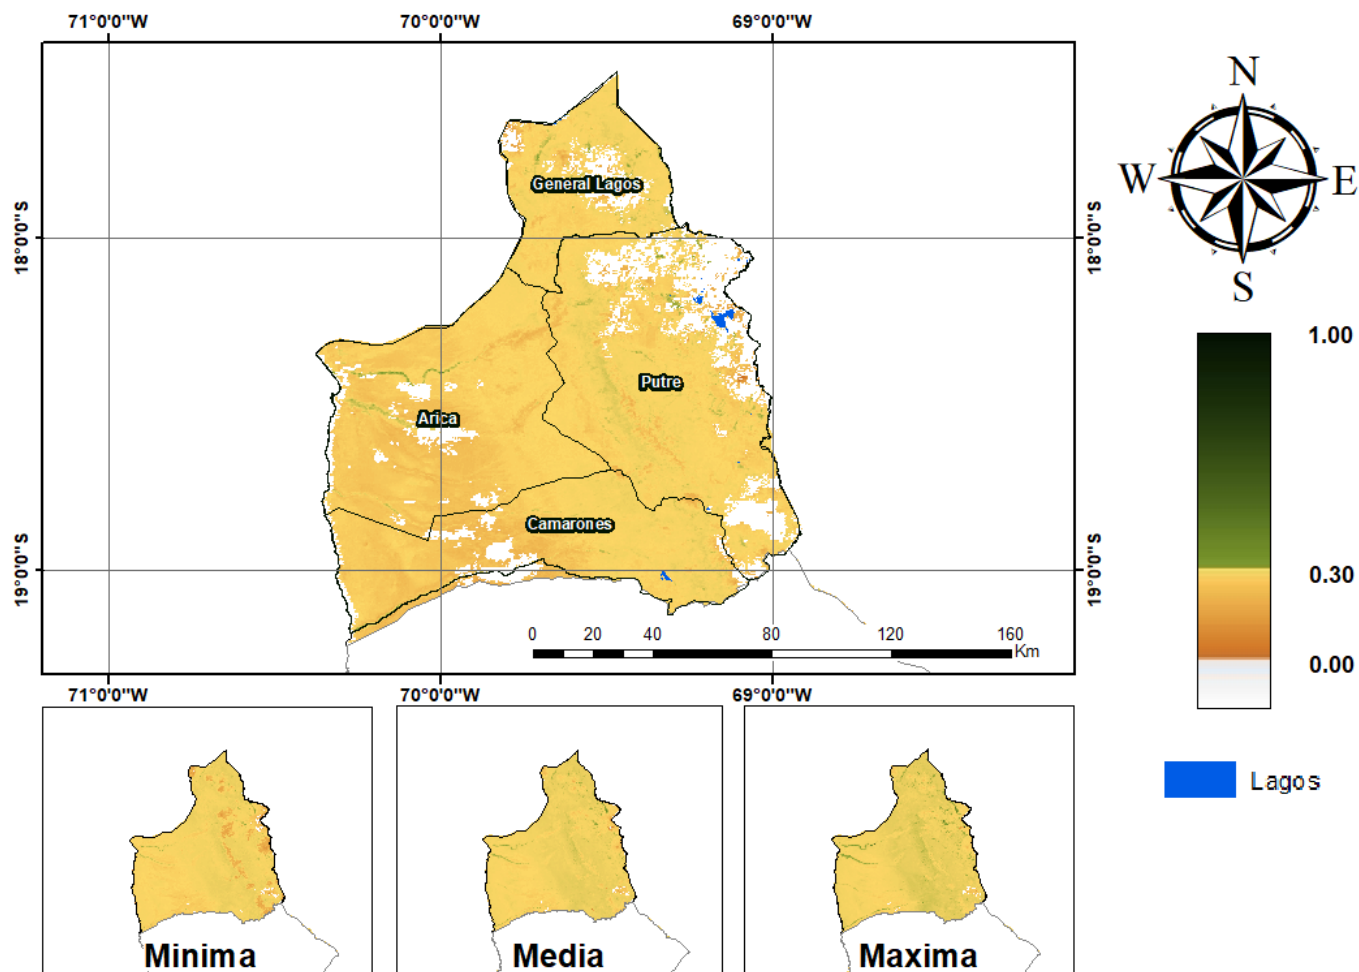 71°0'0"W 70°0'0"W 69°0'0"W
N
W E
S
18°0'0"S 18°0'0"S
General Lagos
Putre
Arica
Camarones
19°0'0"S 19°0'0"S
0 20 40 80 120 160
Km
71°0'0"W 70°0'0"W 69°0'0"W
1.00
0.30
0.00
Lagos
Minima Media Maxima